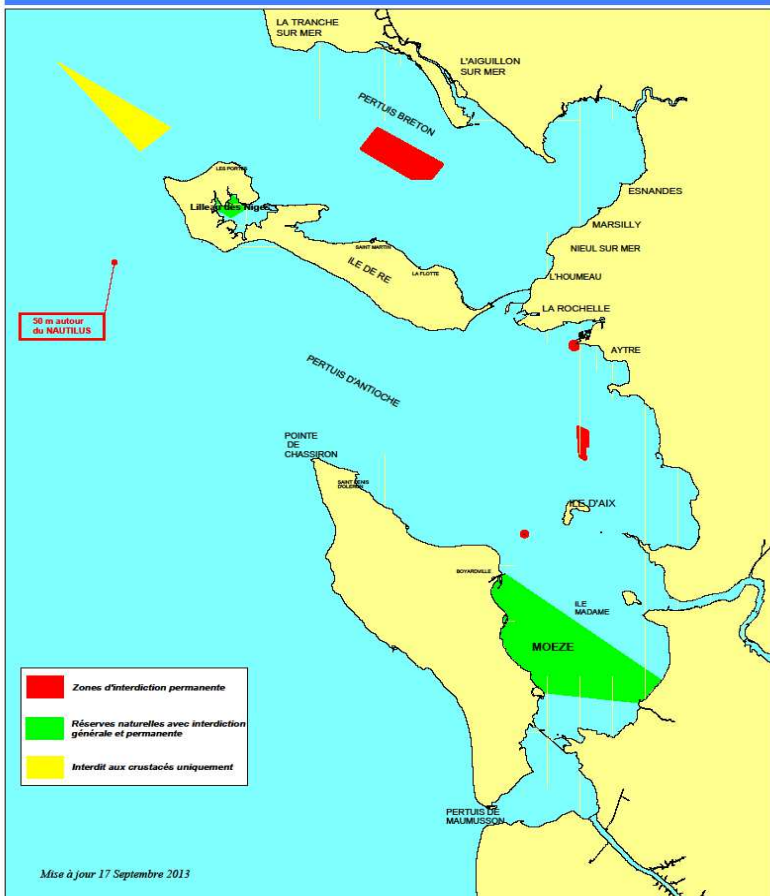 LA TRANCHE
SUR MER
L'AIGUILLON
SUR MER
PERTUIS BRETON
LES PORTES
ESNANDES
Lilleau des Niges
MARSILLY
SAINT MARTIN
NIEUL SUR MER
ILE DE RE
LA FLOTTE
L'HOUMEAU
LA ROCHELLE
50 m autour
du NAUTILUS
AYTRE
PERTUIS D'ANTIOCHE
POINTE
DE
CHASSIRON
SAINT DENIS
D'OLERON
ILE D'AIX
BOYARDVILLE
ILE
MADAME
MOEZE
Zones d'interdiction permanente
Réserves naturelles avec interdiction
générale et permanente
Interdit aux crustacés uniquement
PERTUIS DE
MAUMUSSON
Mise à jour 17 Septembre 2013